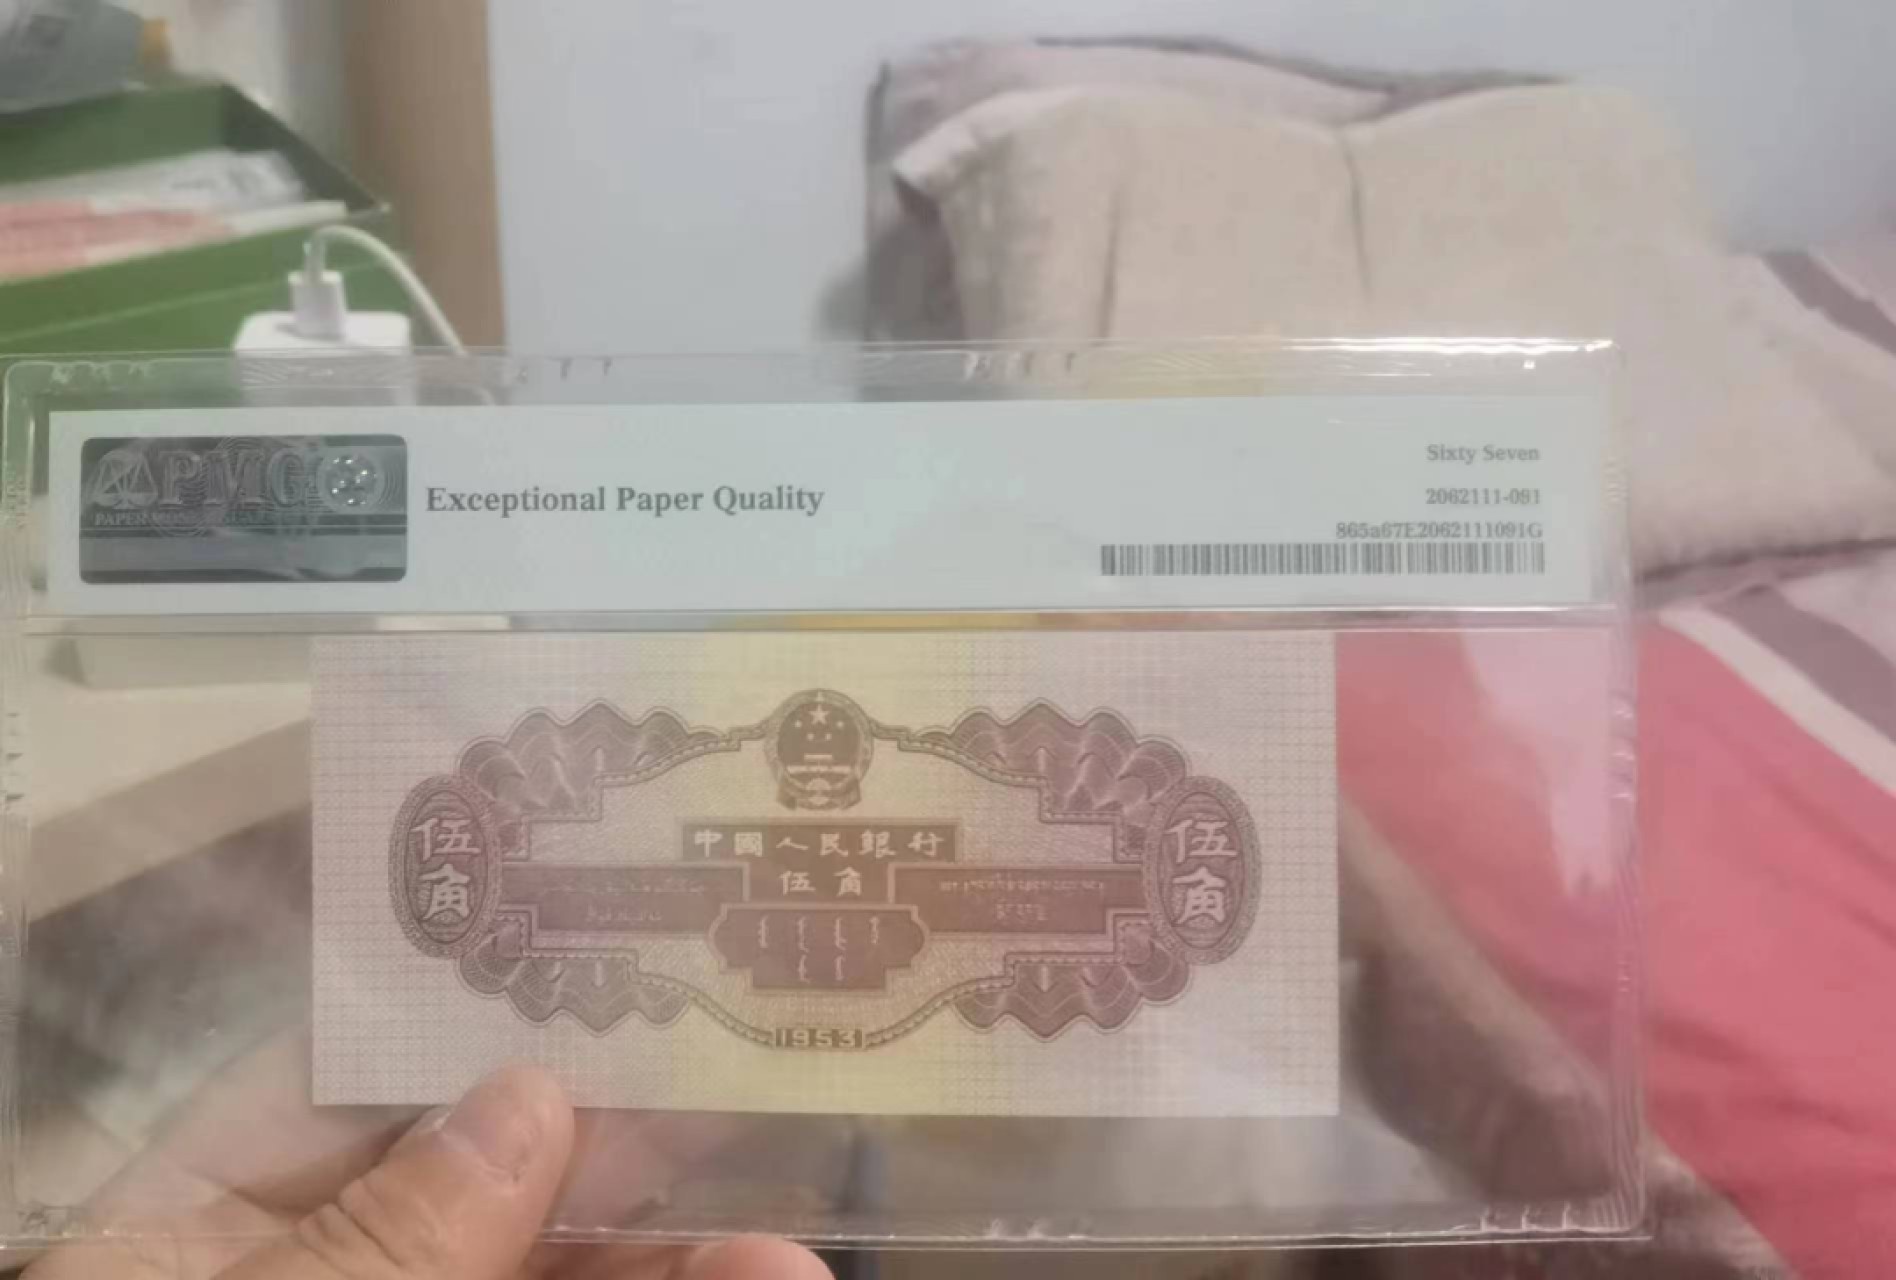 PMG
Exceptional Paper Quality
Sixty Seven
2062111-091
865a67E2062111091G
中國人民銀行
伍角
伍角
伍角
1953